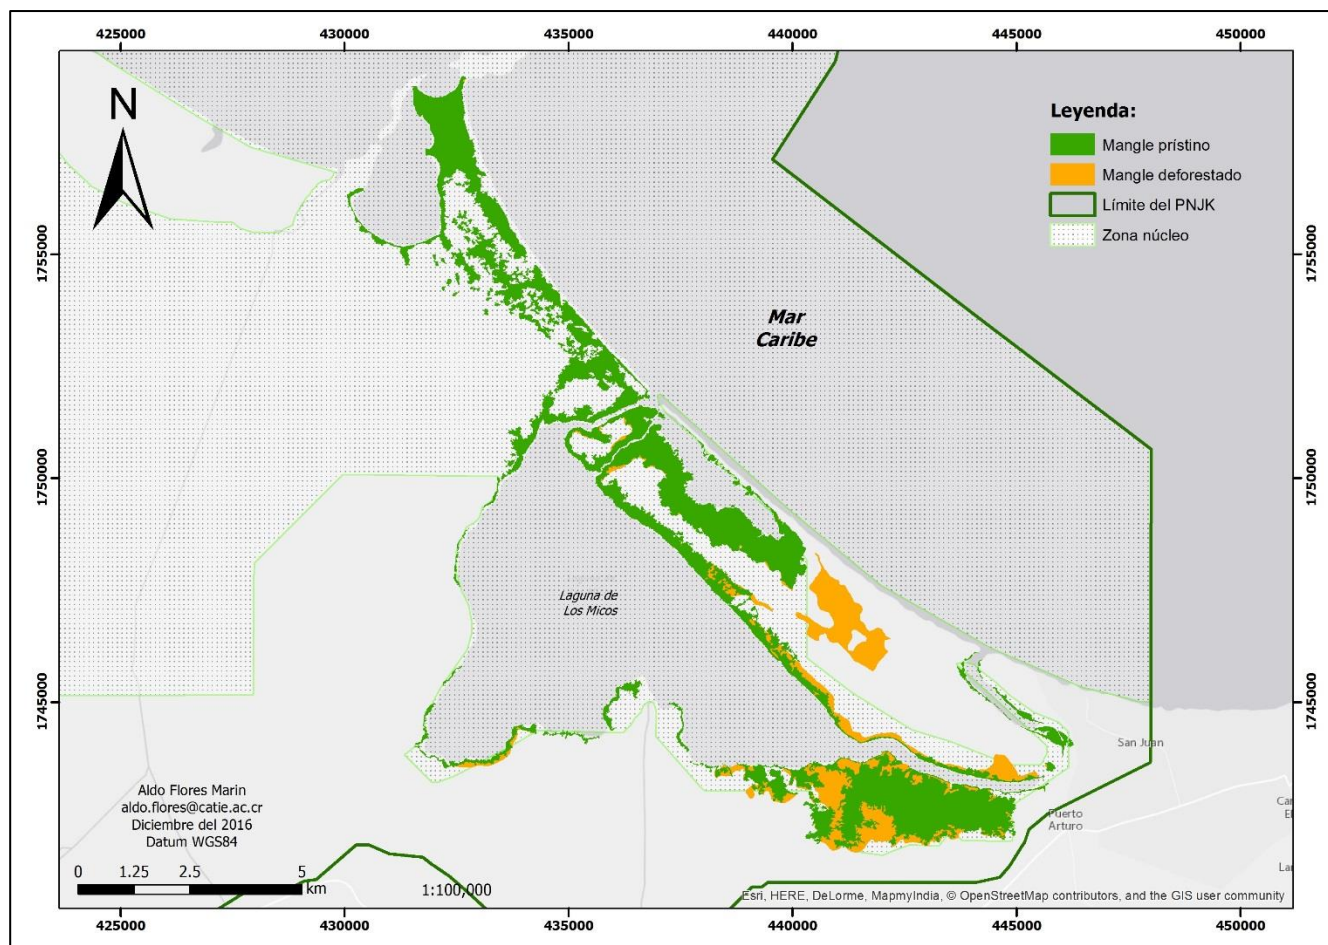 425000 430000 435000 440000 445000 450000
N
Leyenda:
Mangle prístino
Mangle deforestado
Límite del PNJK
Zona núcleo
1755000 1755000
Mar
Caribe
1750000 1750000
Laguna de
Los Micos
1745000 1745000
San Juan
Puerto
Arturo
Aldo Flores Marin
aldo.flores@catie.ac.cr
Diciembre del 2016
Datum WGS84
0 1.25 2.5 5
km
1:100,000
Esri, HERE, DeLorme, MapmyIndia, © OpenStreetMap contributors, and the GIS user community
425000 430000 435000 440000 445000 450000